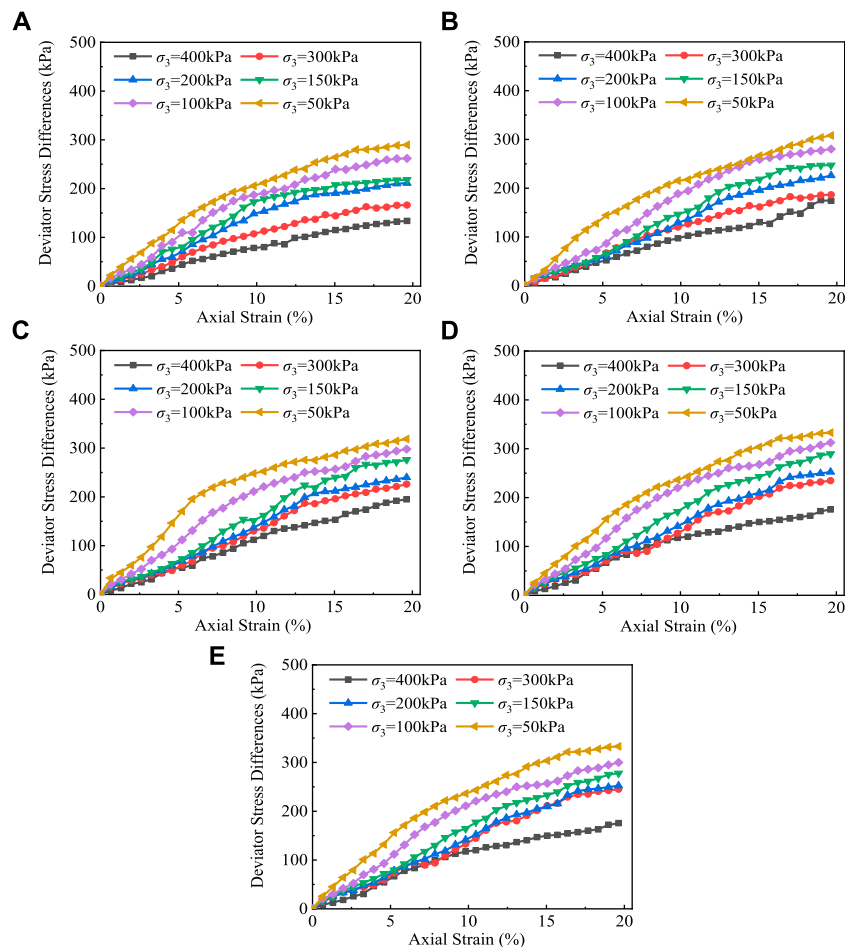 A
Deviator Stress Differences (kPa)
500
400
300
200
100
0
σ3=400kPa σ3=300kPa
σ3=200kPa σ3=150kPa
σ3=100kPa σ3=50kPa
0 5 10 15 20
Axial Strain (%)
B
Deviator Stress Differences (kPa)
500
400
300
200
100
0
σ3=400kPa σ3=300kPa
σ3=200kPa σ3=150kPa
σ3=100kPa σ3=50kPa
0 5 10 15 20
Axial Strain (%)
C
Deviator Stress Differences (kPa)
500
400
300
200
100
0
σ3=400kPa σ3=300kPa
σ3=200kPa σ3=150kPa
σ3=100kPa σ3=50kPa
0 5 10 15 20
Axial Strain (%)
D
Deviator Stress Differences (kPa)
500
400
300
200
100
0
σ3=400kPa σ3=300kPa
σ3=200kPa σ3=150kPa
σ3=100kPa σ3=50kPa
0 5 10 15 20
Axial Strain (%)
E
Deviator Stress Differences (kPa)
500
400
300
200
100
0
σ3=400kPa σ3=300kPa
σ3=200kPa σ3=150kPa
σ3=100kPa σ3=50kPa
0 5 10 15 20
Axial Strain (%)